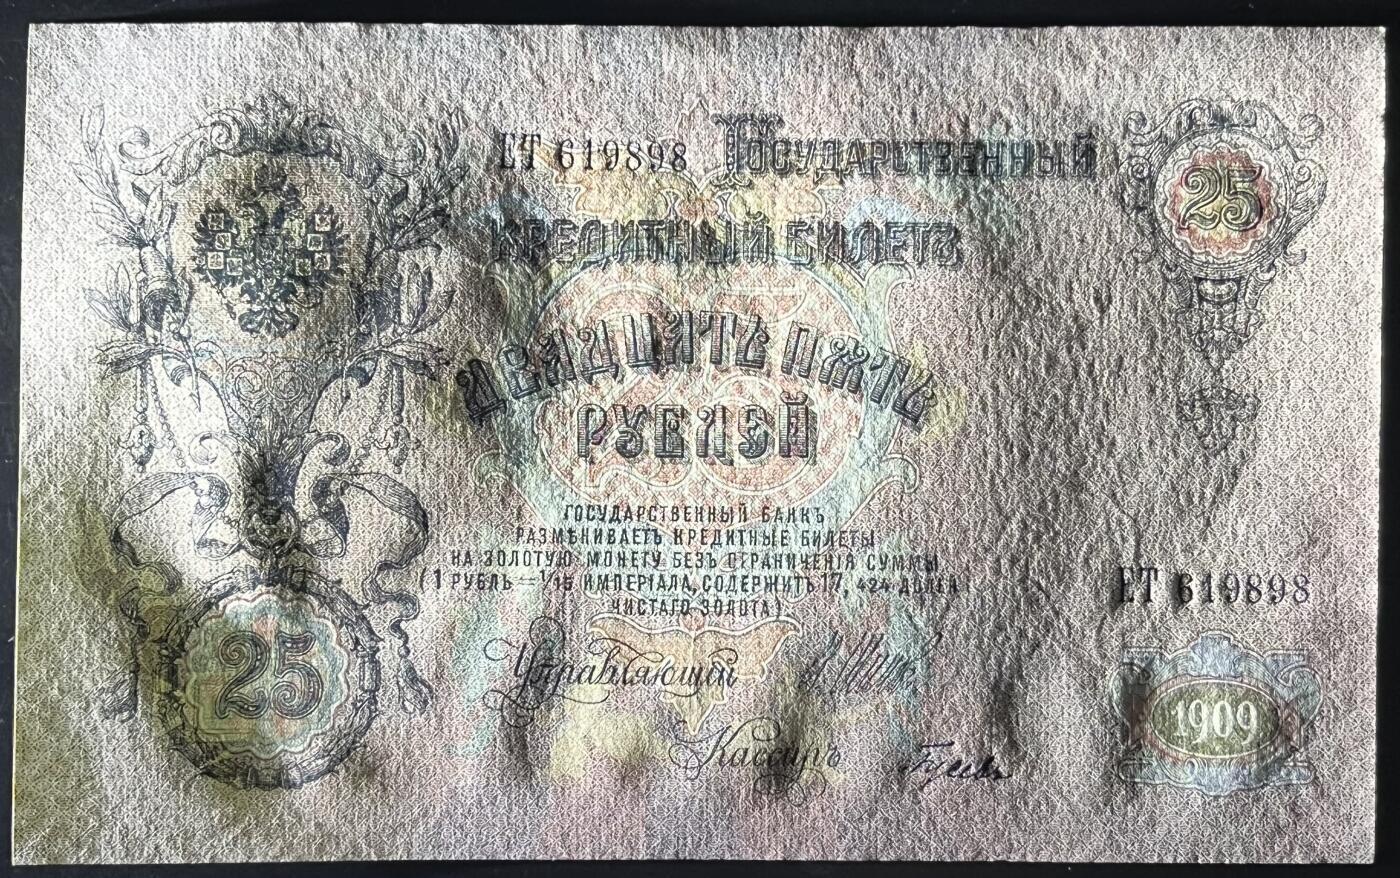 ЕТ 619898 Государственный
25
Кредитный Билетъ
Двадцать пять
рублей
Государственный Банкъ
размѣниваетъ кредитные билеты
на золотую монету безъ ограниченія суммы
(1 рубль = 1/15 имперіала, содержитъ 17,424 долей
чистаго золота)
ЕТ 619898
25
Управляющій
Кассиръ
1909